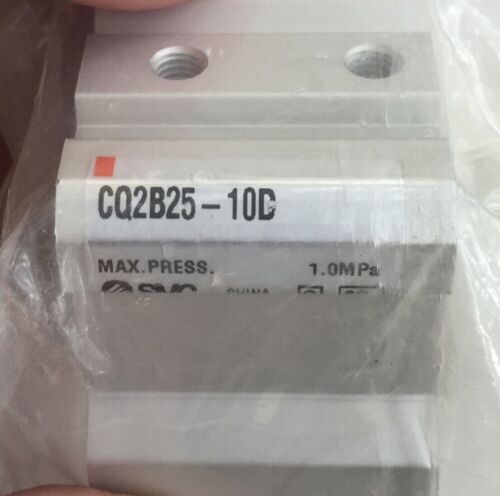 CQ2B25-10D
MAX.PRESS. 1.0MPa
SMC CHINA